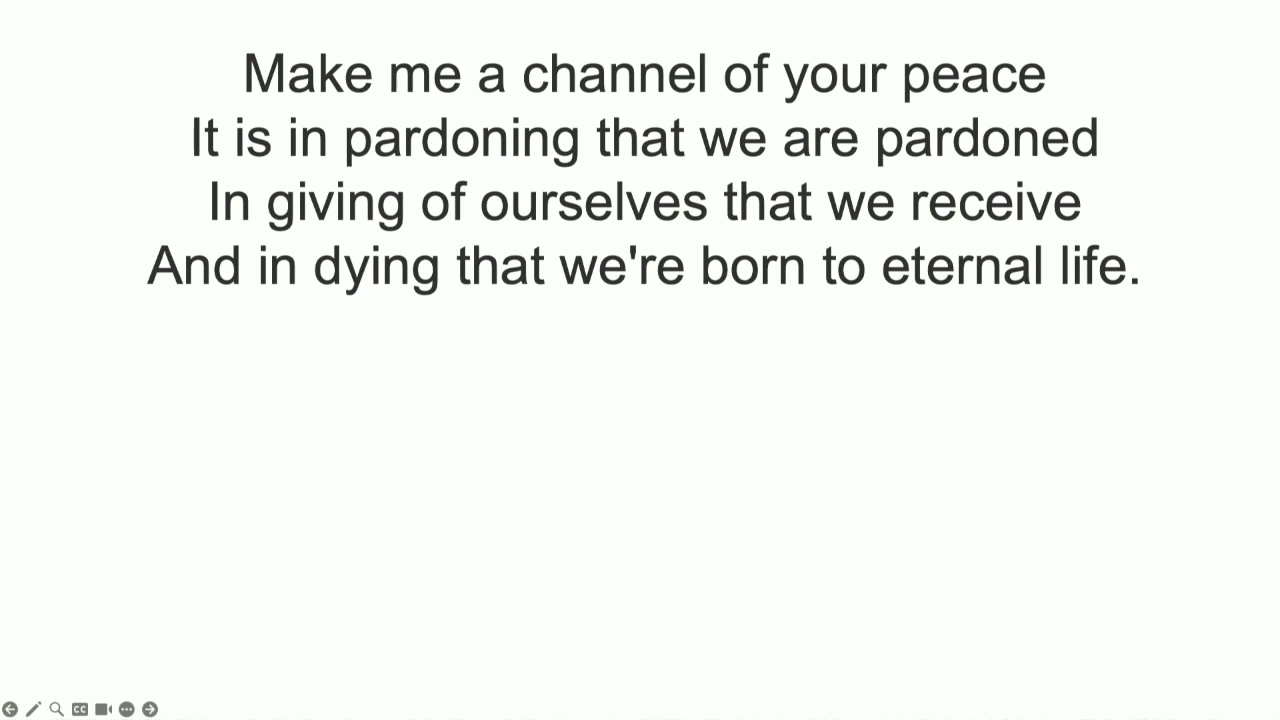 Make me a channel of your peace
It is in pardoning that we are pardoned
In giving of ourselves that we receive
And in dying that we're born to eternal life.
CC